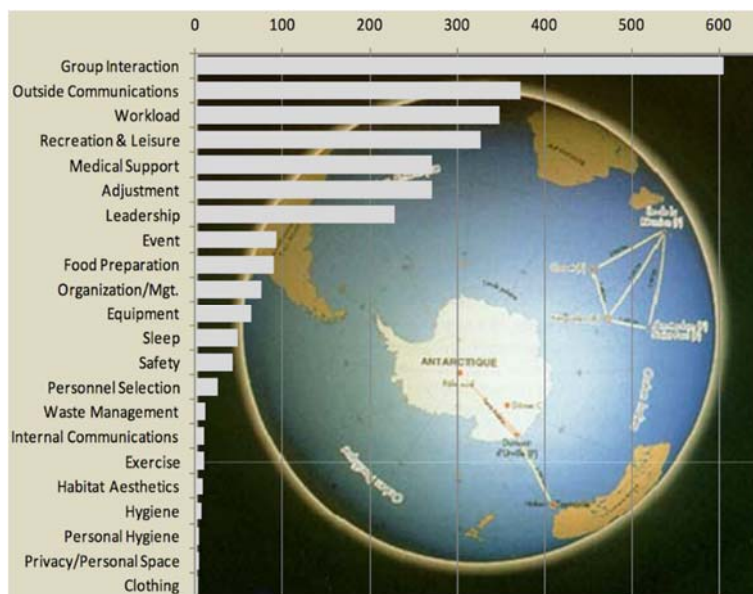 0 100 200 300 400 500 600
Group Interaction
Outside Communications
Workload
Recreation & Leisure
Medical Support
Adjustment
Leadership
Event
Food Preparation
Organization/Mgt.
Equipment
Sleep
Safety
Personnel Selection
Waste Management
Internal Communications
Exercise
Habitat Aesthetics
Hygiene
Personal Hygiene
Privacy/Personal Space
Clothing
ANTARCTIQUE